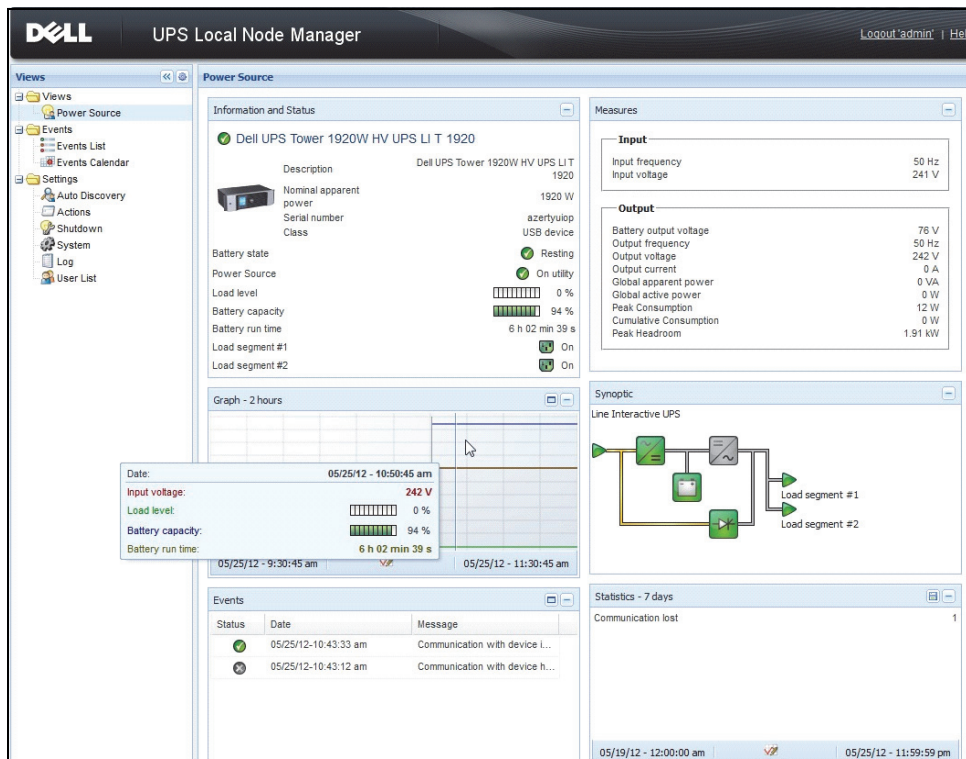 DELL
UPS Local Node Manager
Logout 'admin' | Hel
Views
Views
Power Source
Events
Events List
Events Calendar
Settings
Auto Discovery
Actions
Shutdown
System
Log
User List
Power Source
Information and Status
Dell UPS Tower 1920W HV UPS LI T 1920
Description Dell UPS Tower 1920W HV UPS LI T
1920
Nominal apparent
power 1920 W
Serial number azertyuiop
Class USB device
Battery state Resting
Power Source On utility
Load level 0 %
Battery capacity 94 %
Battery run time 6 h 02 min 39 s
Load segment #1 On
Load segment #2 On
Measures
Input
Input frequency 50 Hz
Input voltage 241 V
Output
Battery output voltage 76 V
Output frequency 50 Hz
Output voltage 242 V
Output current 0 A
Global apparent power 0 VA
Global active power 0 W
Peak Consumption 12 W
Cumulative Consumption 0 W
Peak Headroom 1.91 kW
Graph - 2 hours
Date: 05/25/12 - 10:50:45 am
Input voltage: 242 V
Load level: 0 %
Battery capacity: 94 %
Battery run time: 6 h 02 min 39 s
05/25/12 - 9:30:45 am 05/25/12 - 11:30:45 am
Synoptic
Line Interactive UPS
Load segment #1
Load segment #2
Events
Status Date Message
05/25/12-10:43:33 am Communication with device i...
05/25/12-10:43:12 am Communication with device h...
Statistics - 7 days
Communication lost 1
05/19/12 - 12:00:00 am 05/25/12 - 11:59:59 pm